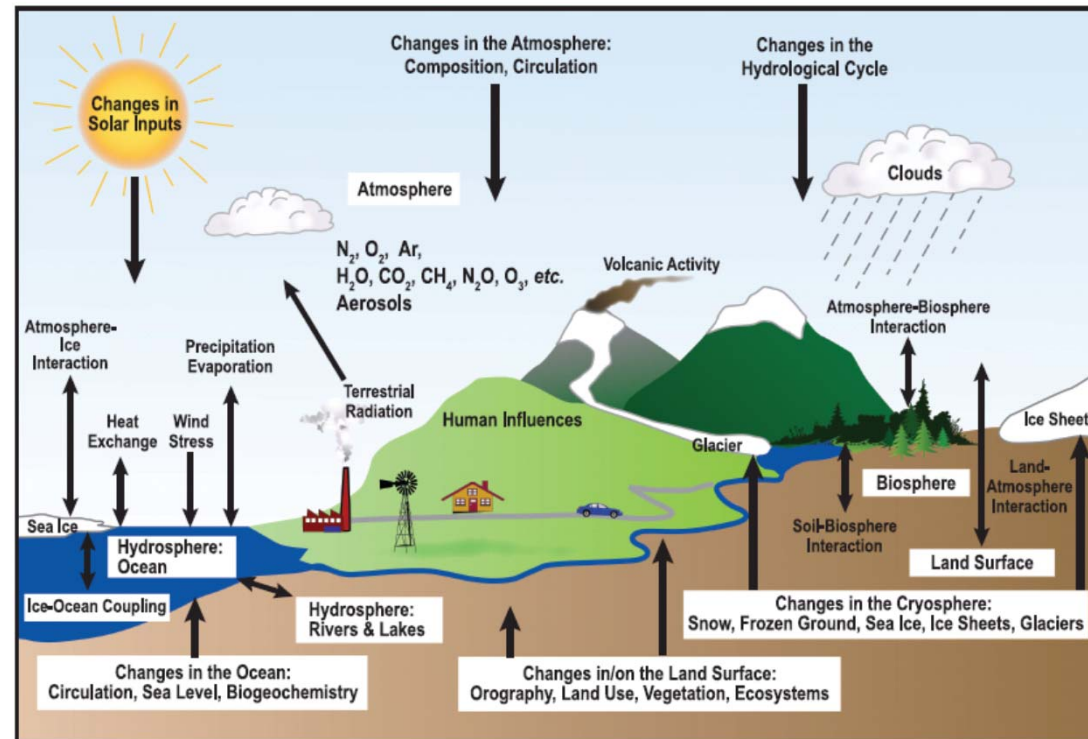 Changes in the Atmosphere:
Composition, Circulation
Changes in the
Hydrological Cycle
Changes in
Solar Inputs
Clouds
Atmosphere
N₂, O₂, Ar,
H₂O, CO₂, CH₄, N₂O, O₃, etc.
Aerosols
Volcanic Activity
Atmosphere-
Ice
Interaction
Precipitation
Evaporation
Atmosphere-Biosphere
Interaction
Terrestrial
Radiation
Heat
Exchange
Wind
Stress
Human Influences
Glacier
Ice Sheet
Biosphere
Land-
Atmosphere
Interaction
Soil-Biosphere
Interaction
Sea Ice
Hydrosphere:
Ocean
Land Surface
Ice-Ocean Coupling
Hydrosphere:
Rivers & Lakes
Changes in the Cryosphere:
Snow, Frozen Ground, Sea Ice, Ice Sheets, Glaciers
Changes in the Ocean:
Circulation, Sea Level, Biogeochemistry
Changes in/on the Land Surface:
Orography, Land Use, Vegetation, Ecosystems